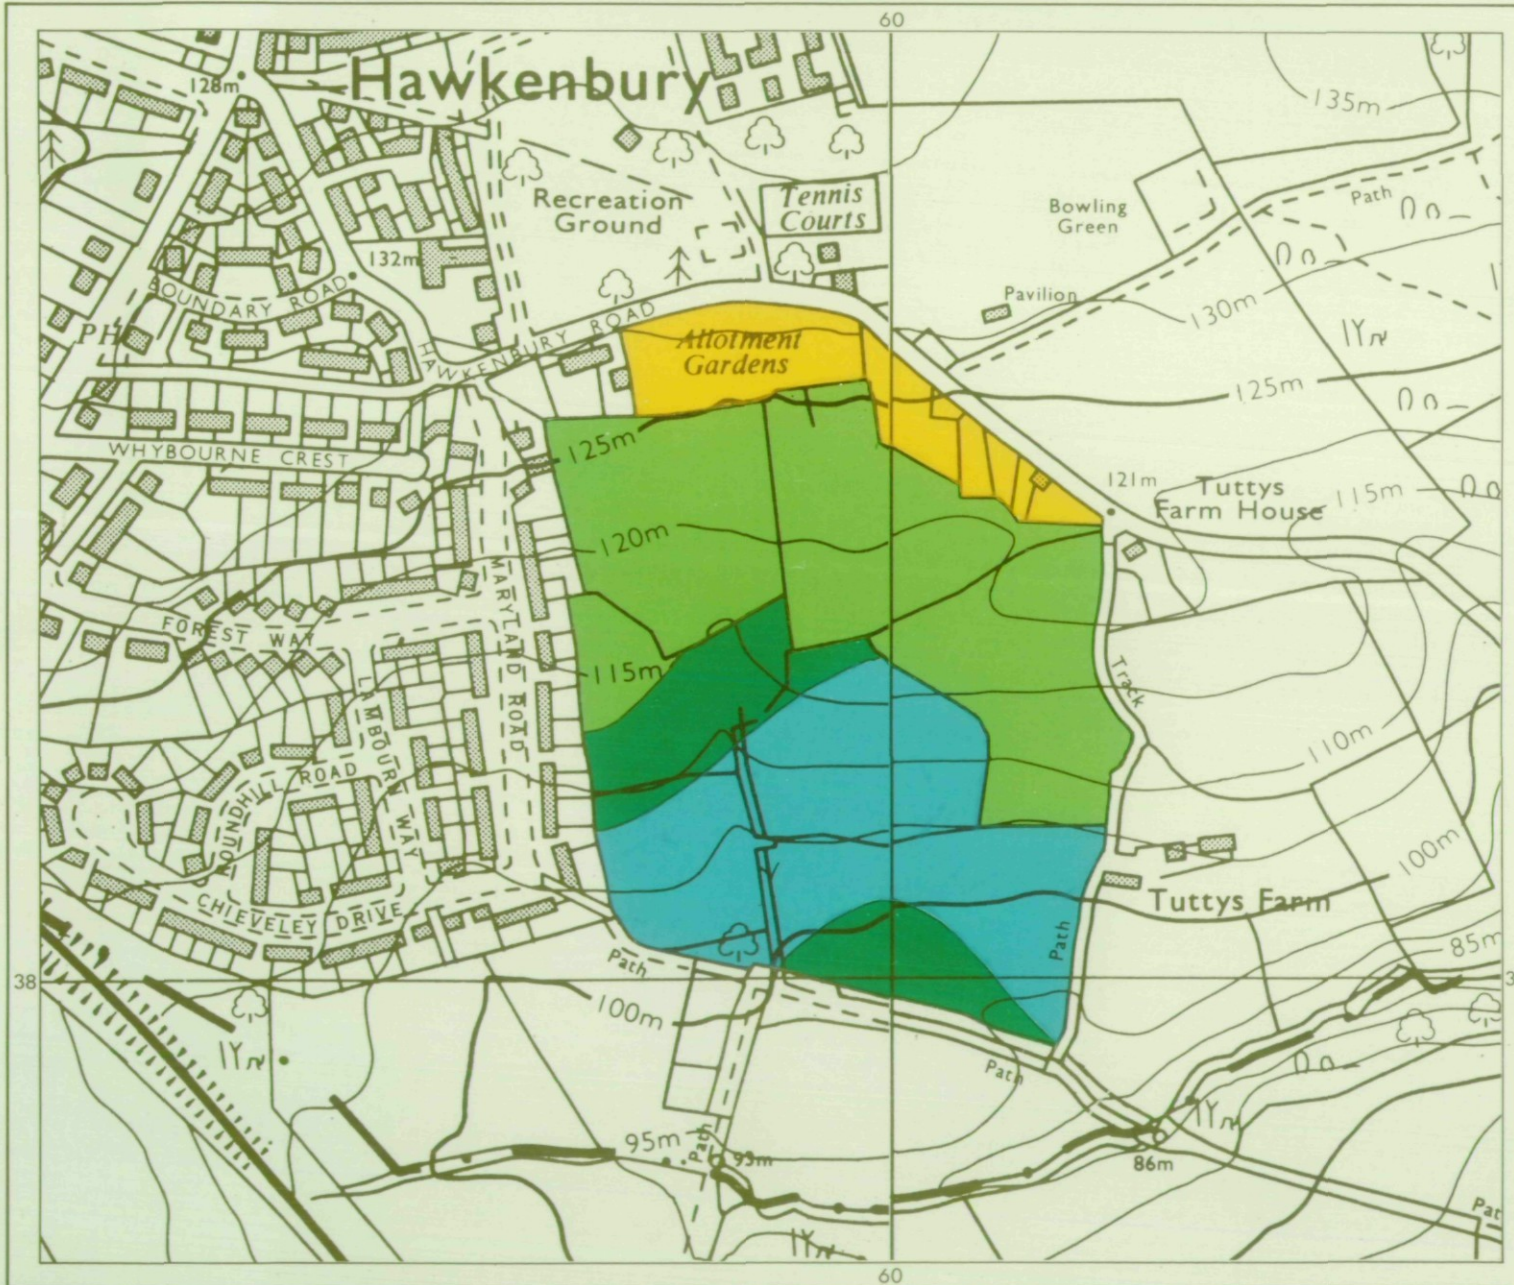 60
128m
Hawkenbury
135m
Recreation
Ground
Tennis
Courts
Bowling
Green
Path
132m
BOUNDARY ROAD
Pavilion
130m
PH
HAWKENBURY ROAD
Allotment
Gardens
125m
125m
WHYBOURNE CREST
121m
Tuttys
Farm House
115m
120m
MARYLAND ROAD
FOREST WAY
115m
Track
LAMBOURN WAY
110m
ROUNDHILL ROAD
100m
CHIEVELEY DRIVE
Tuttys Farm
Path
85m
38
Path
3
100m
Path
95m
Path
93m
86m
Pat
60